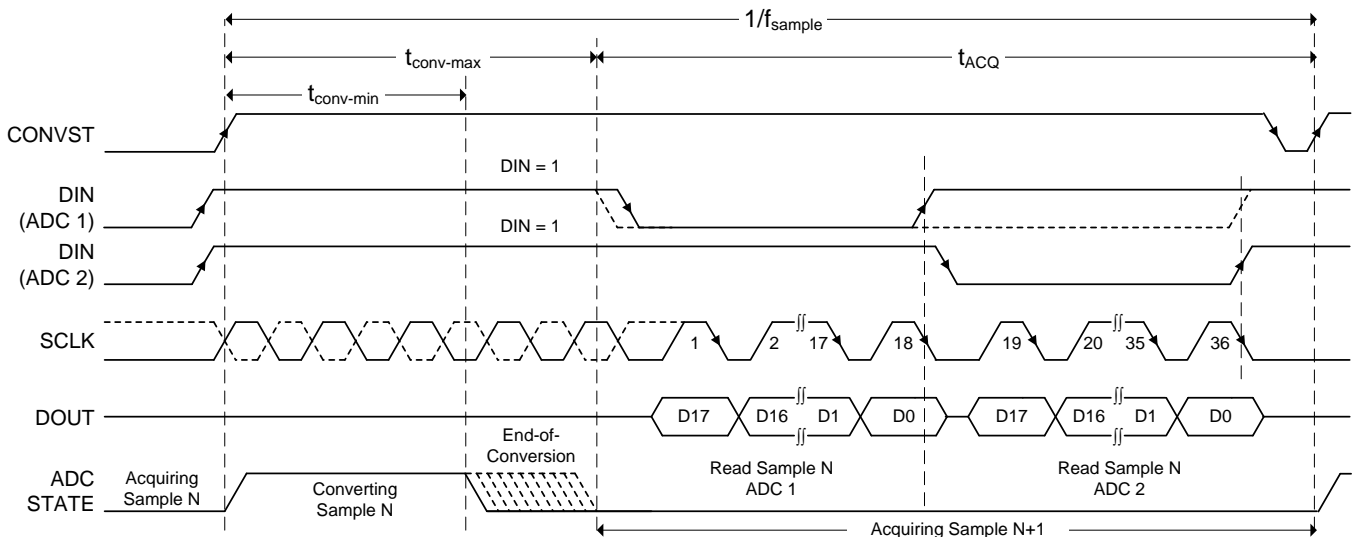 1/fsample
tconv-max
tACQ
tconv-min
CONVST
DIN = 1
DIN
(ADC 1)
DIN = 1
DIN
(ADC 2)
SCLK
1 2 17 18 19 20 35 36
DOUT
D17 D16 D1 D0 D17 D16 D1 D0
End-of-
Conversion
ADC
STATE
Acquiring
Sample N
Converting
Sample N
Read Sample N
ADC 1
Read Sample N
ADC 2
Acquiring Sample N+1